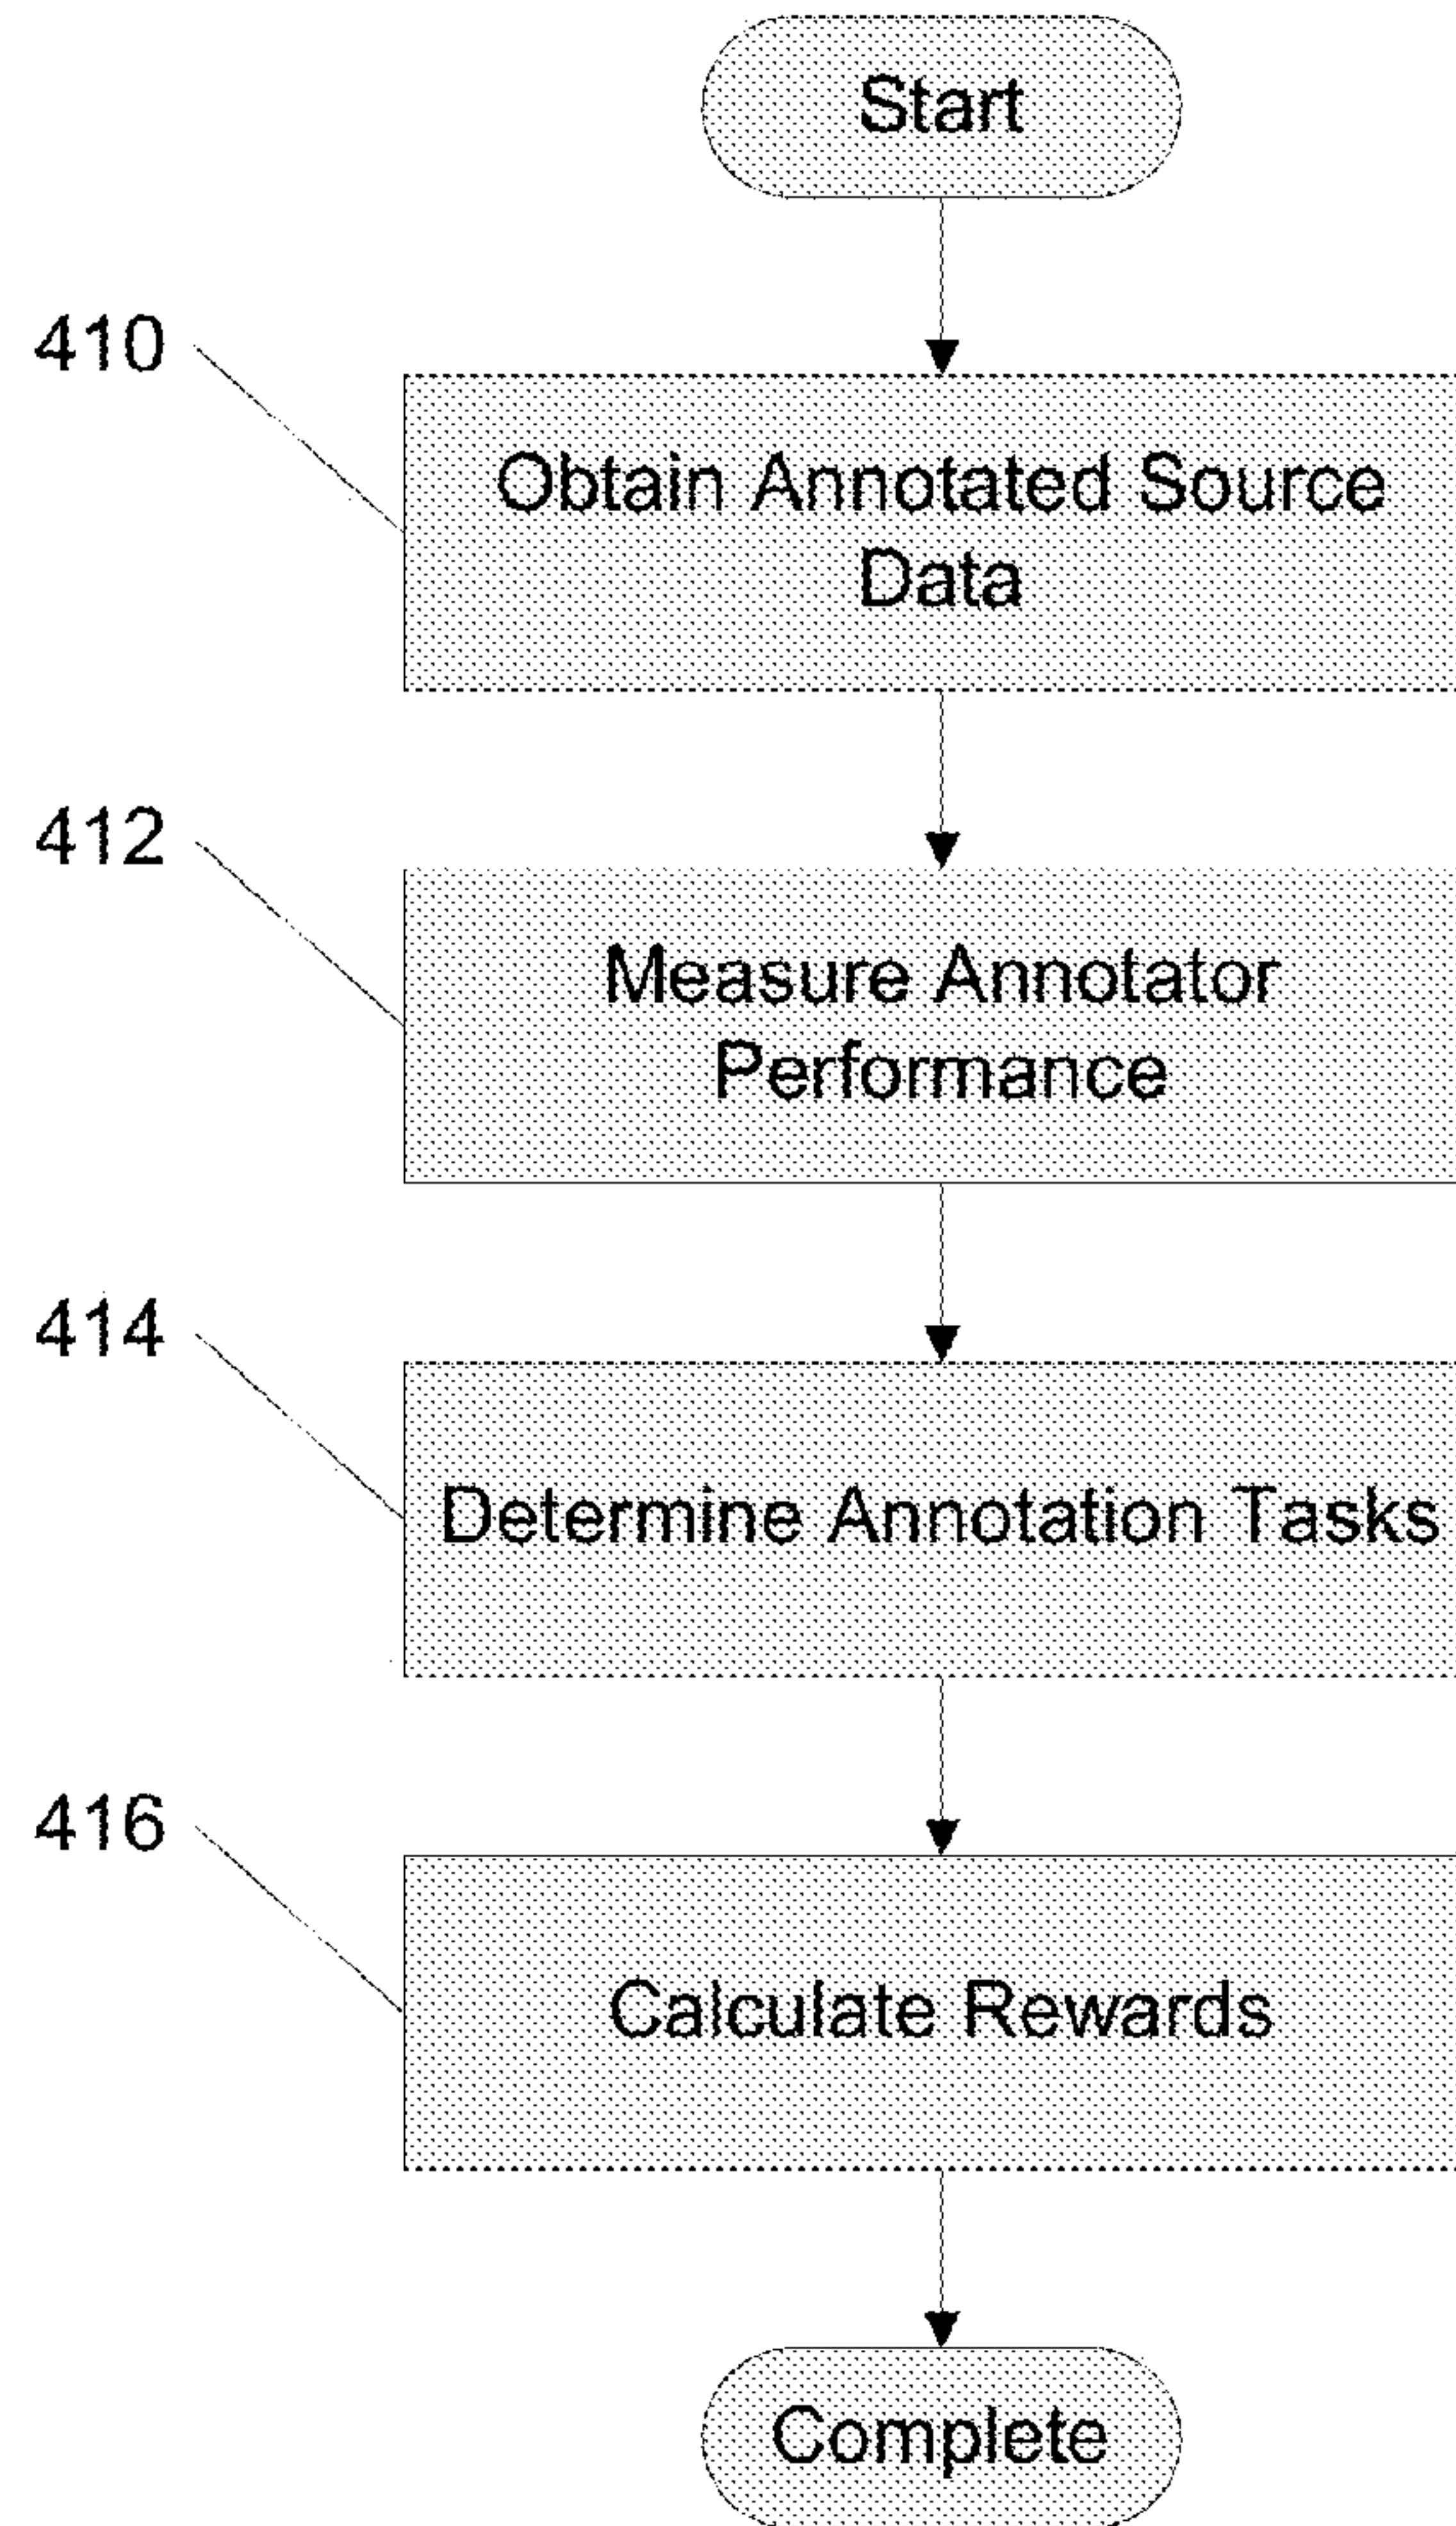 Start
410
Obtain Annotated Source
Data
412
Measure Annotator
Performance
414
Determine Annotation Tasks
416
Calculate Rewards
Complete